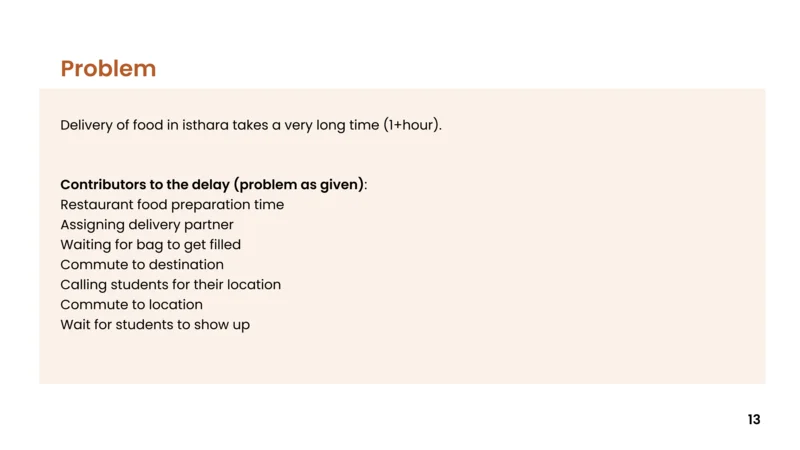 Problem
Delivery of food in isthara takes a very long time (1+hour).
Contributors to the delay (problem as given):
Restaurant food preparation time
Assigning delivery partner
Waiting for bag to get filled
Commute to destination
Calling students for their location
Commute to location
Wait for students to show up
13